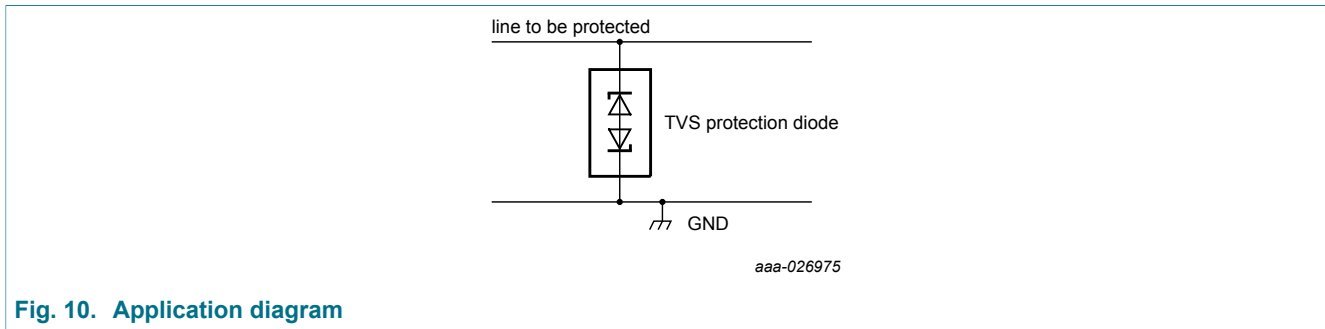 line to be protected
TVS protection diode
GND
aaa-026975
Fig. 10. Application diagram